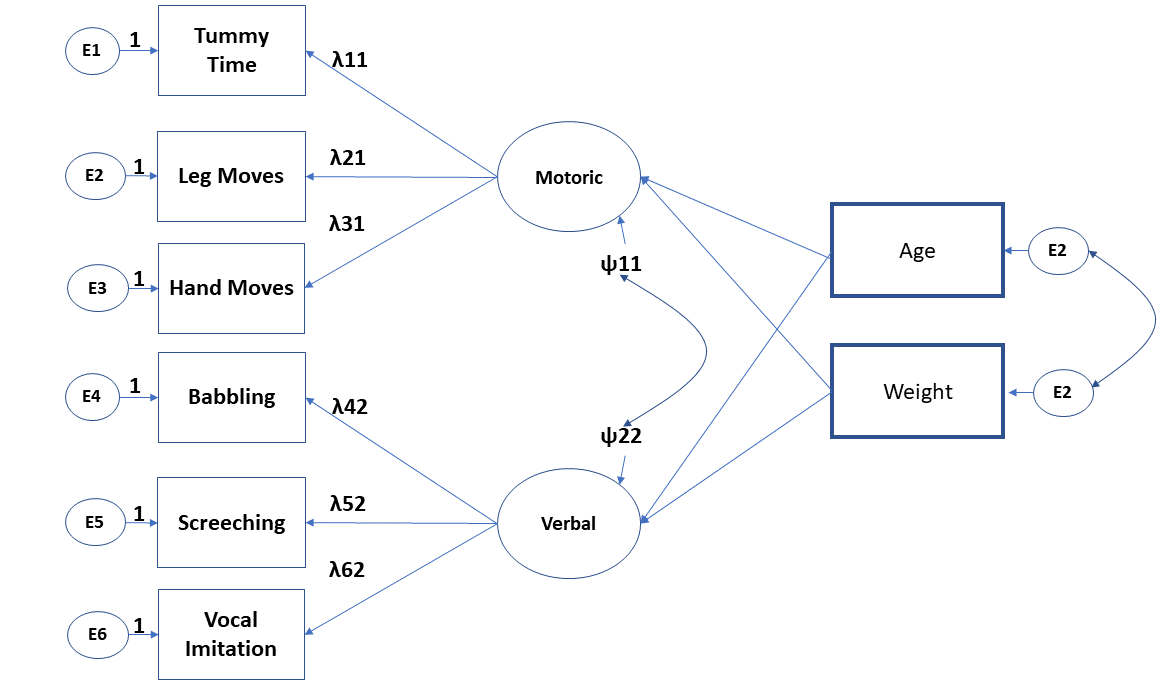 E1
1
Tummy
Time
λ11
E2
1
Leg Moves
λ21
Motoric
λ31
Age
E2
ψ11
E3
1
Hand Moves
E4
1
Babbling
λ42
Weight
E2
ψ22
λ52
E5
1
Screeching
Verbal
λ62
E6
1
Vocal
Imitation